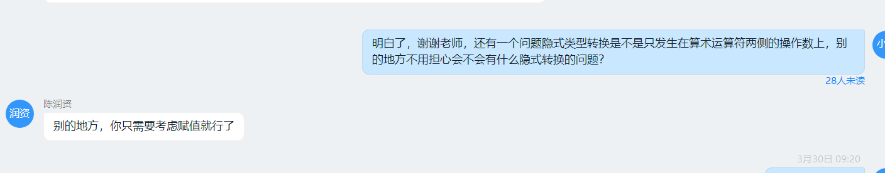 明白了，谢谢老师，还有一个问题隐式类型转换是不是只发生在算术运算符两侧的操作数上，别
的地方不用担心会不会有什么隐式转换的问题？
小
28人未读
陈润资
润资
别的地方，你只需要考虑赋值就行了
3月30日 09:20